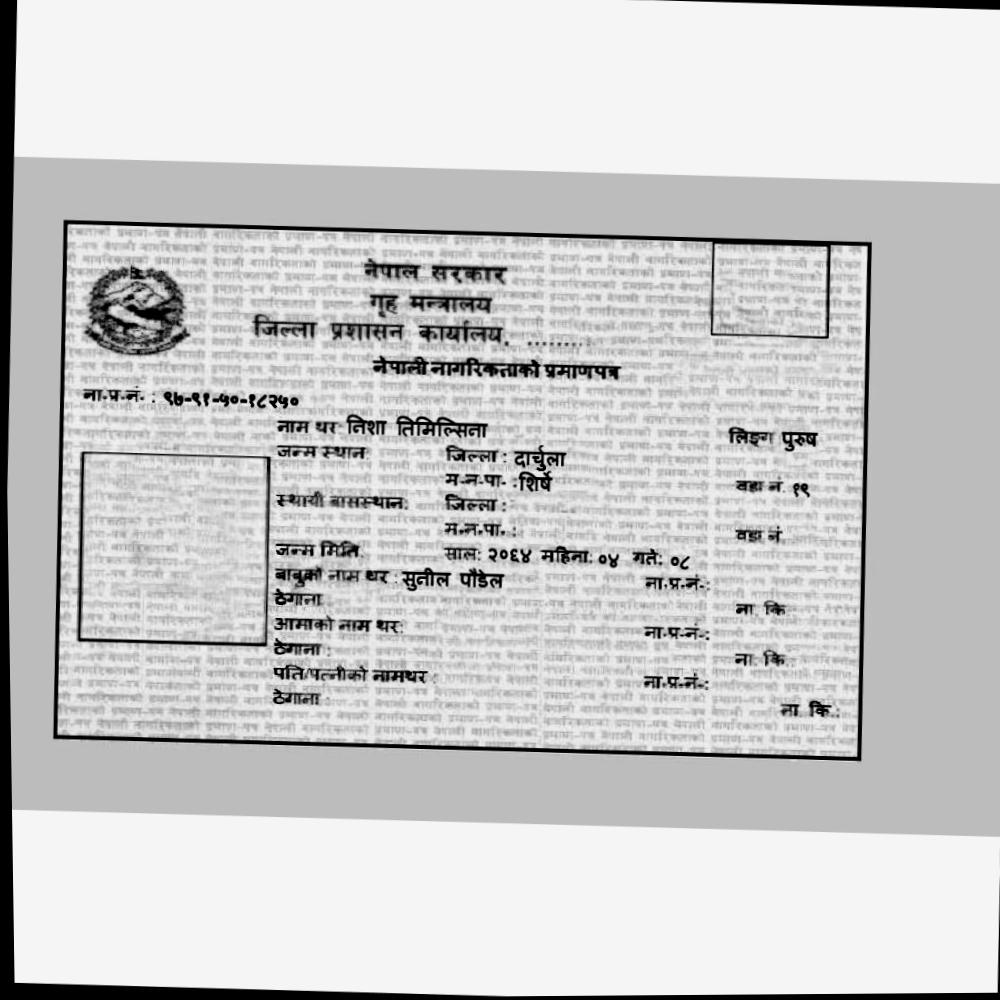 नेपाल सरकार
गृह मन्त्रालय
जिल्ला प्रशासन कार्यालय, ........
नेपाली नागरिकताको प्रमाणपत्र
ना.प्र.नं. : ९७-९१-५०-१८२५०
नाम थर: निशा तिमिल्सिना लिङ्ग: पुरुष
जन्म स्थान: जिल्ला : दार्चुला
म.न.पा. : शिर्षे वडा नं. १९
स्थायी बासस्थान: जिल्ला :
म.न.पा. : वडा नं.
जन्म मिति: साल: २०६४ महिना: ०४ गते: ०८
बाबुको नाम थर : सुतील पौडेल ना.प्र.नं.:
ठेगाना: ना. कि.:
आमाको नाम थर: ना.प्र.नं.:
ठेगाना : ना. कि.:
पति/पत्नीको नामथर : ना.प्र.नं.:
ठेगाना : ना. कि.: